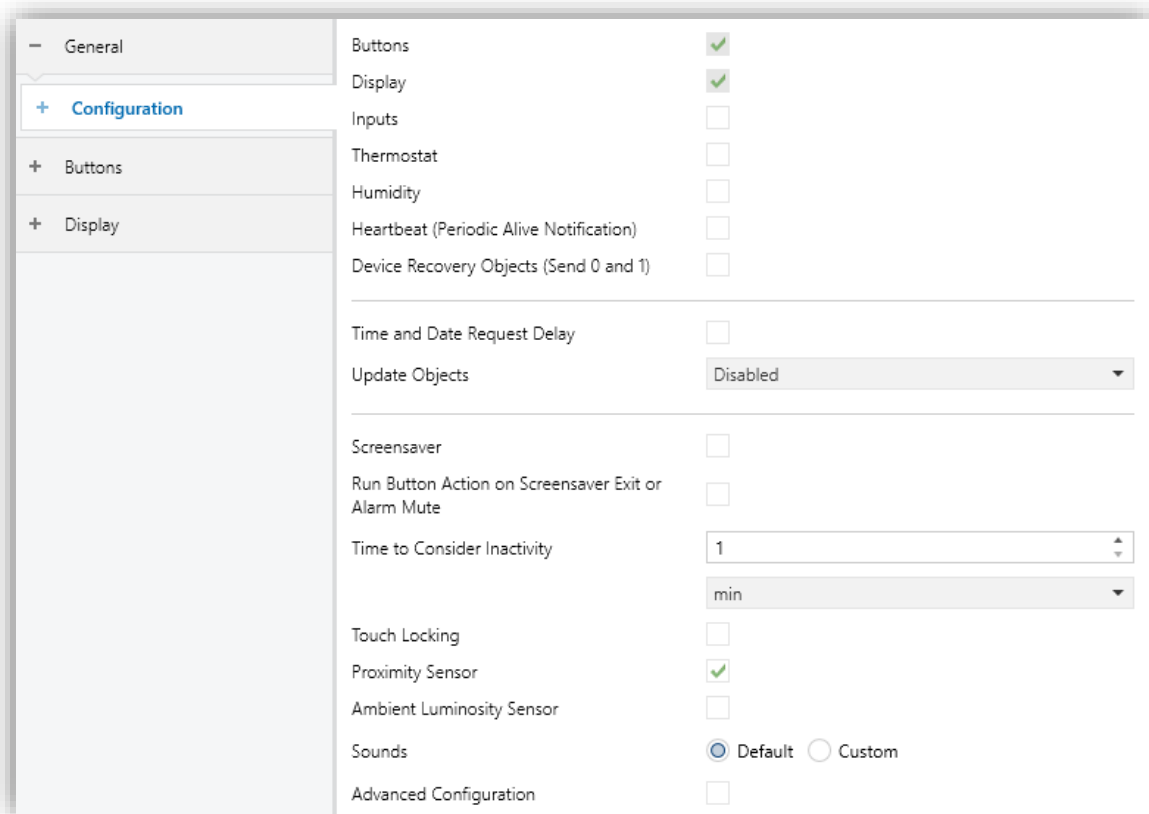 General
Configuration
Buttons
Display
Buttons
Display
Inputs
Thermostat
Humidity
Heartbeat (Periodic Alive Notification)
Device Recovery Objects (Send 0 and 1)
Time and Date Request Delay
Update Objects
Disabled
Screensaver
Run Button Action on Screensaver Exit or
Alarm Mute
Time to Consider Inactivity
1
min
Touch Locking
Proximity Sensor
Ambient Luminosity Sensor
Sounds
Default
Custom
Advanced Configuration